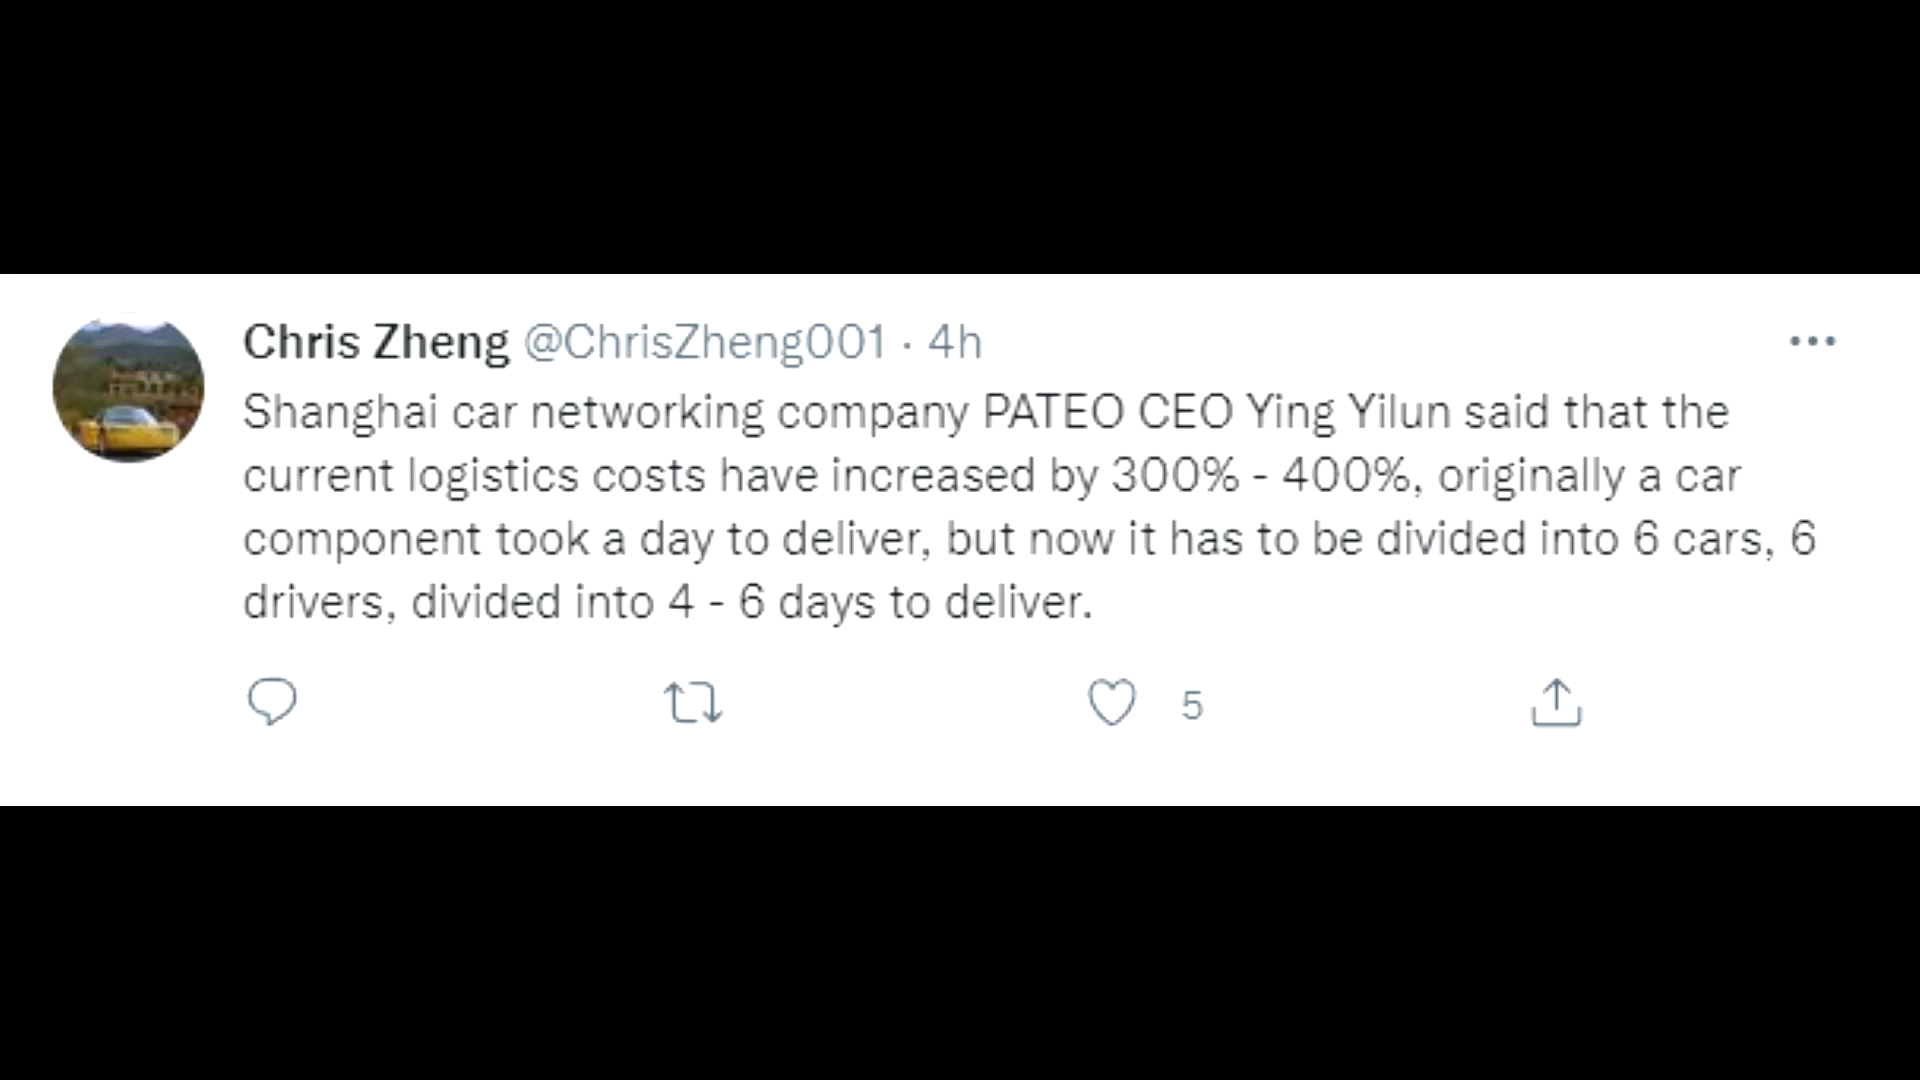 Chris Zheng @ChrisZheng001 · 4h
Shanghai car networking company PATEO CEO Ying Yilun said that the
current logistics costs have increased by 300% - 400%, originally a car
component took a day to deliver, but now it has to be divided into 6 cars, 6
drivers, divided into 4 - 6 days to deliver.
5